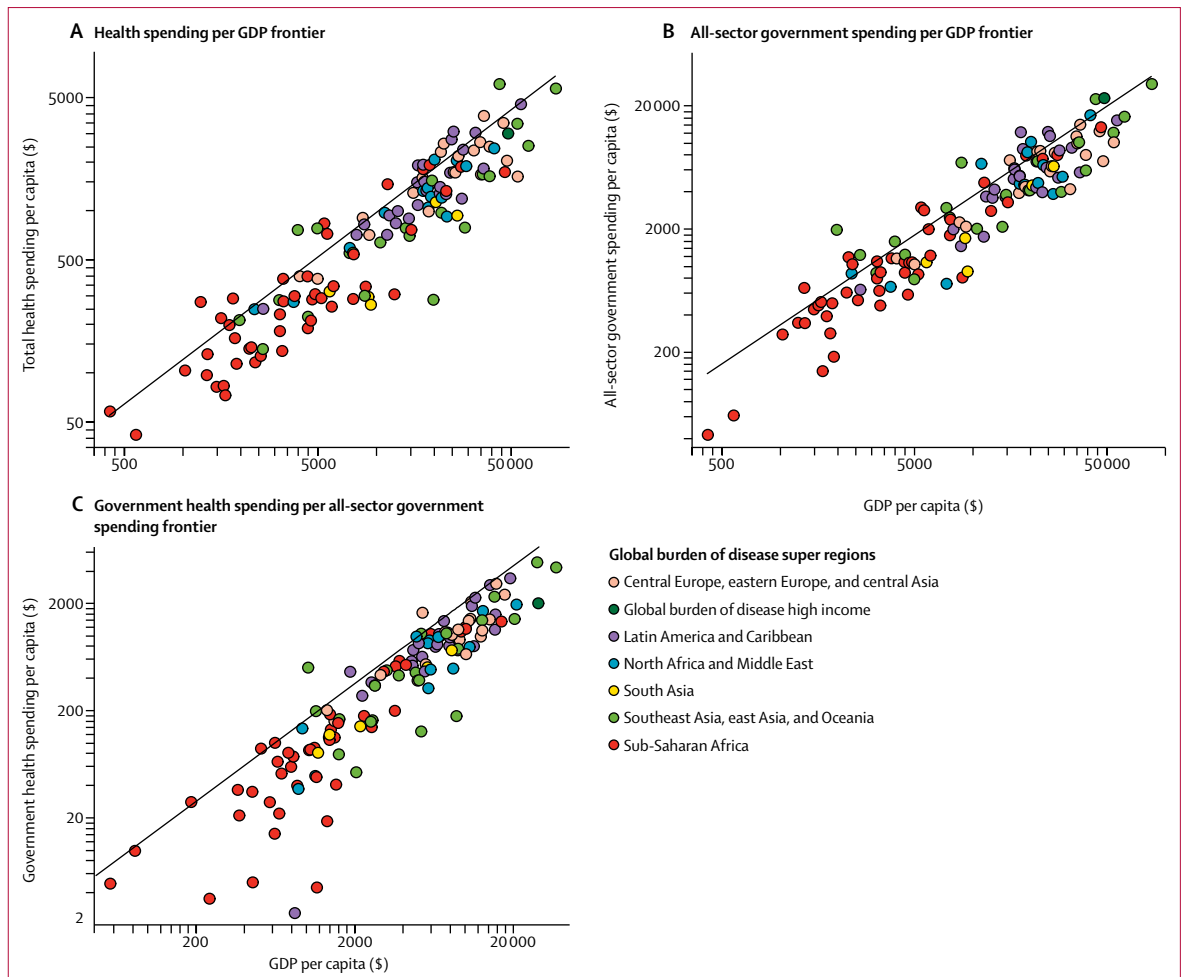 A Health spending per GDP frontier
Total health spending per capita ($)
5000
500
50
500
5000
50000
B All-sector government spending per GDP frontier
All-sector government spending per capita ($)
20000
2000
200
500
5000
50000
GDP per capita ($)
C Government health spending per all-sector government
spending frontier
Government health spending per capita ($)
2000
200
20
2
200
2000
20000
GDP per capita ($)
Global burden of disease super regions
Central Europe, eastern Europe, and central Asia
Global burden of disease high income
Latin America and Caribbean
North Africa and Middle East
South Asia
Southeast Asia, east Asia, and Oceania
Sub-Saharan Africa